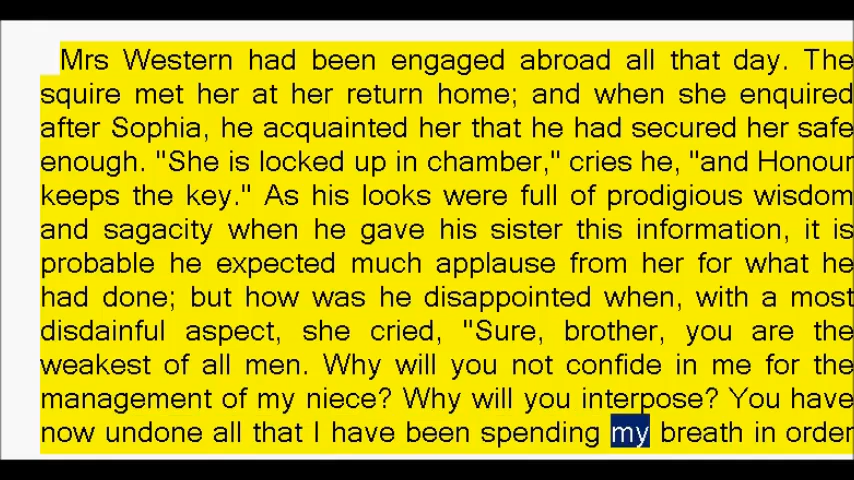 Mrs Western had been engaged abroad all that day. The
squire met her at her return home; and when she enquired
after Sophia, he acquainted her that he had secured her safe
enough. "She is locked up in chamber," cries he, "and Honour
keeps the key." As his looks were full of prodigious wisdom
and sagacity when he gave his sister this information, it is
probable he expected much applause from her for what he
had done; but how was he disappointed when, with a most
disdainful aspect, she cried, "Sure, brother, you are the
weakest of all men. Why will you not confide in me for the
management of my niece? Why will you interpose? You have
now undone all that I have been spending my breath in order